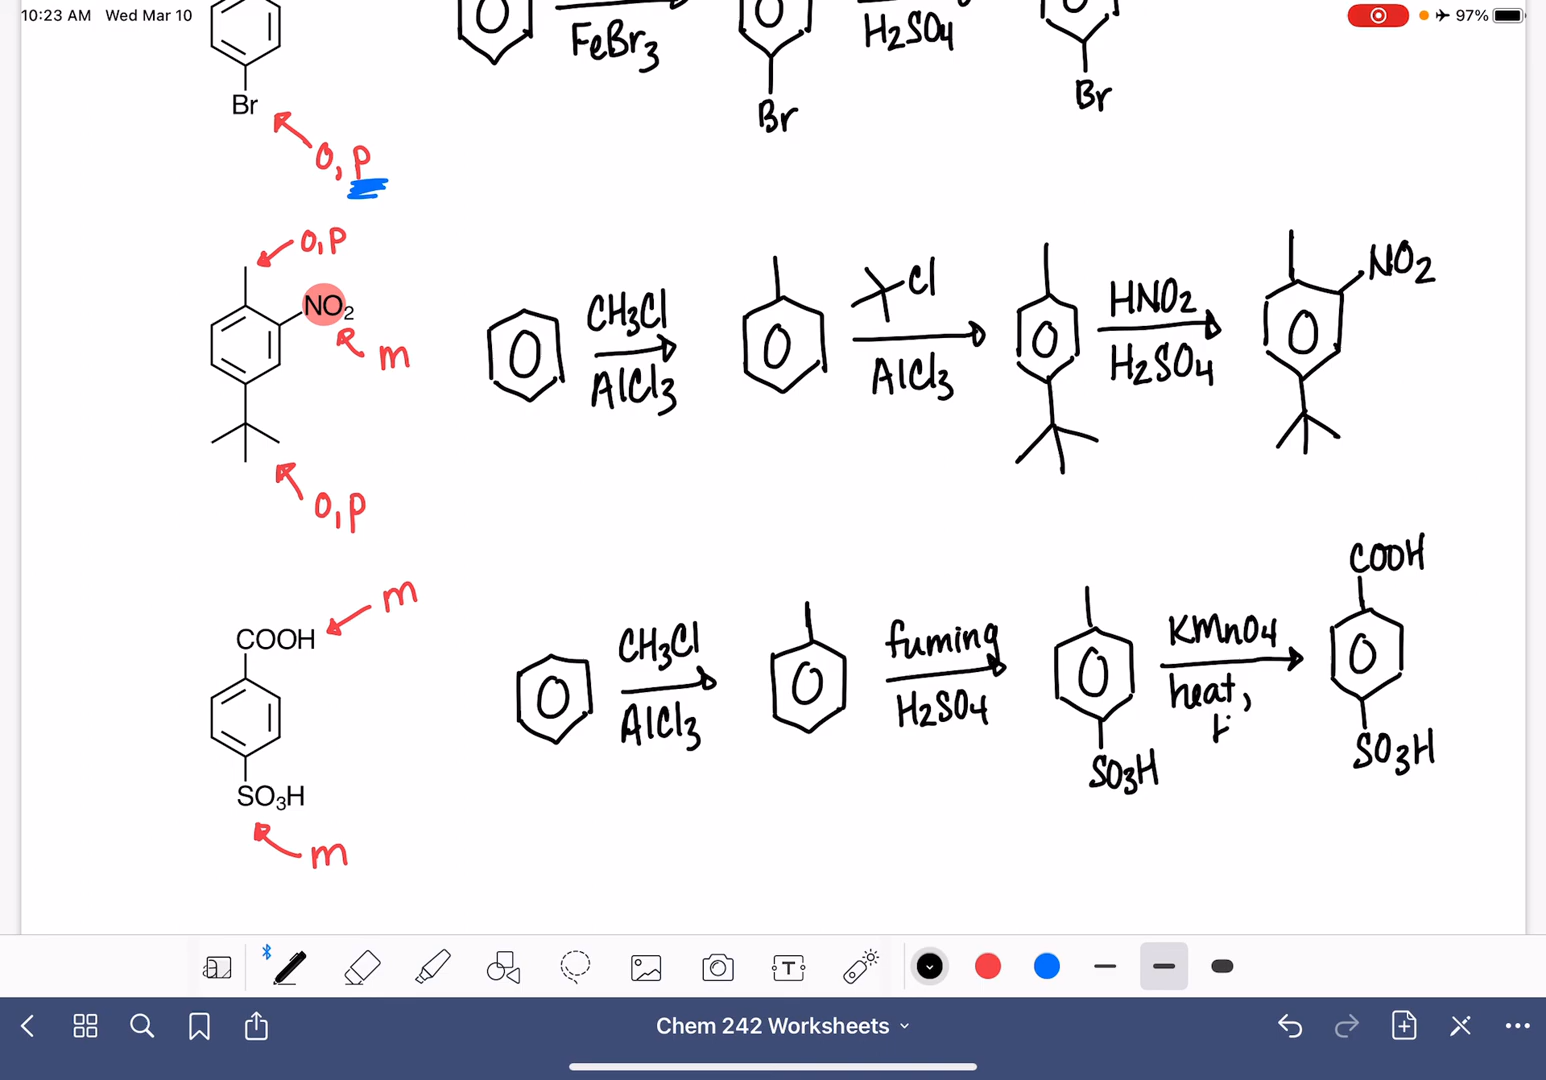 10:23 AM Wed Mar 10
97%
Br
FeBr3
Br
H2SO4
Br
O, P
O, P
NO2
m
O, P
CH3Cl
AlCl3
Cl
AlCl3
HNO2
H2SO4
NO2
m
COOH
SO3H
m
CH3Cl
AlCl3
fuming
H2SO4
SO3H
KMnO4
heat,
COOH
SO3H
T
Chem 242 Worksheets